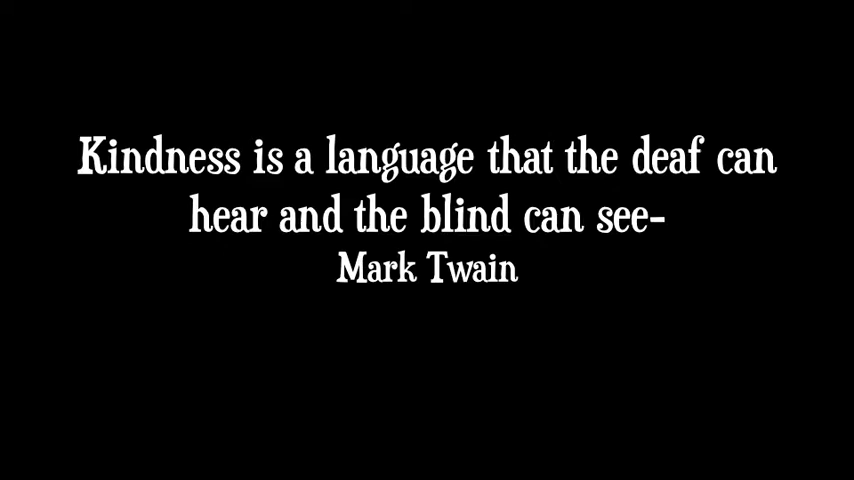 Kindness is a language that the deaf can
hear and the blind can see-
Mark Twain